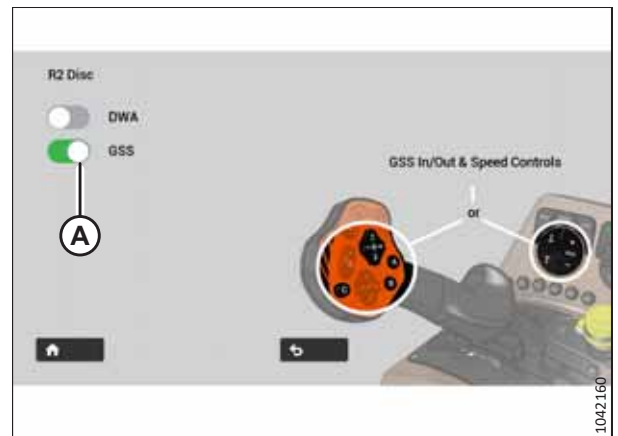 R2 Disc
DWA
GSS
A
GSS In/Out & Speed Controls
or
A
B
C
1042160